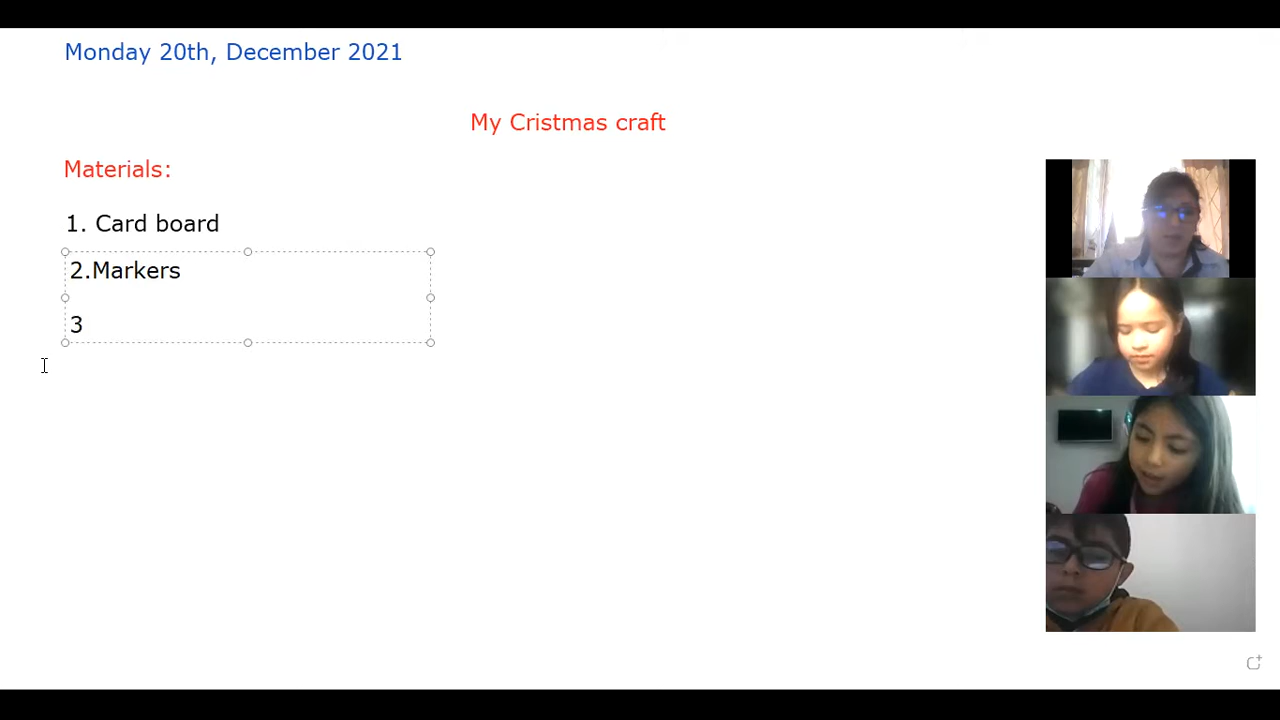 Monday 20th, December 2021
My Cristmas craft
Materials:
1. Card board
2.Markers
3